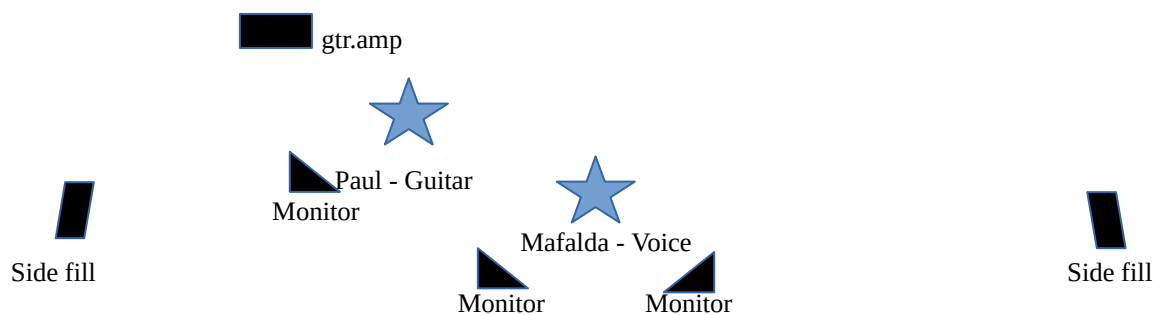 gtr.amp
Paul - Guitar
Monitor
Mafalda - Voice
Side fill
Side fill
Monitor
Monitor